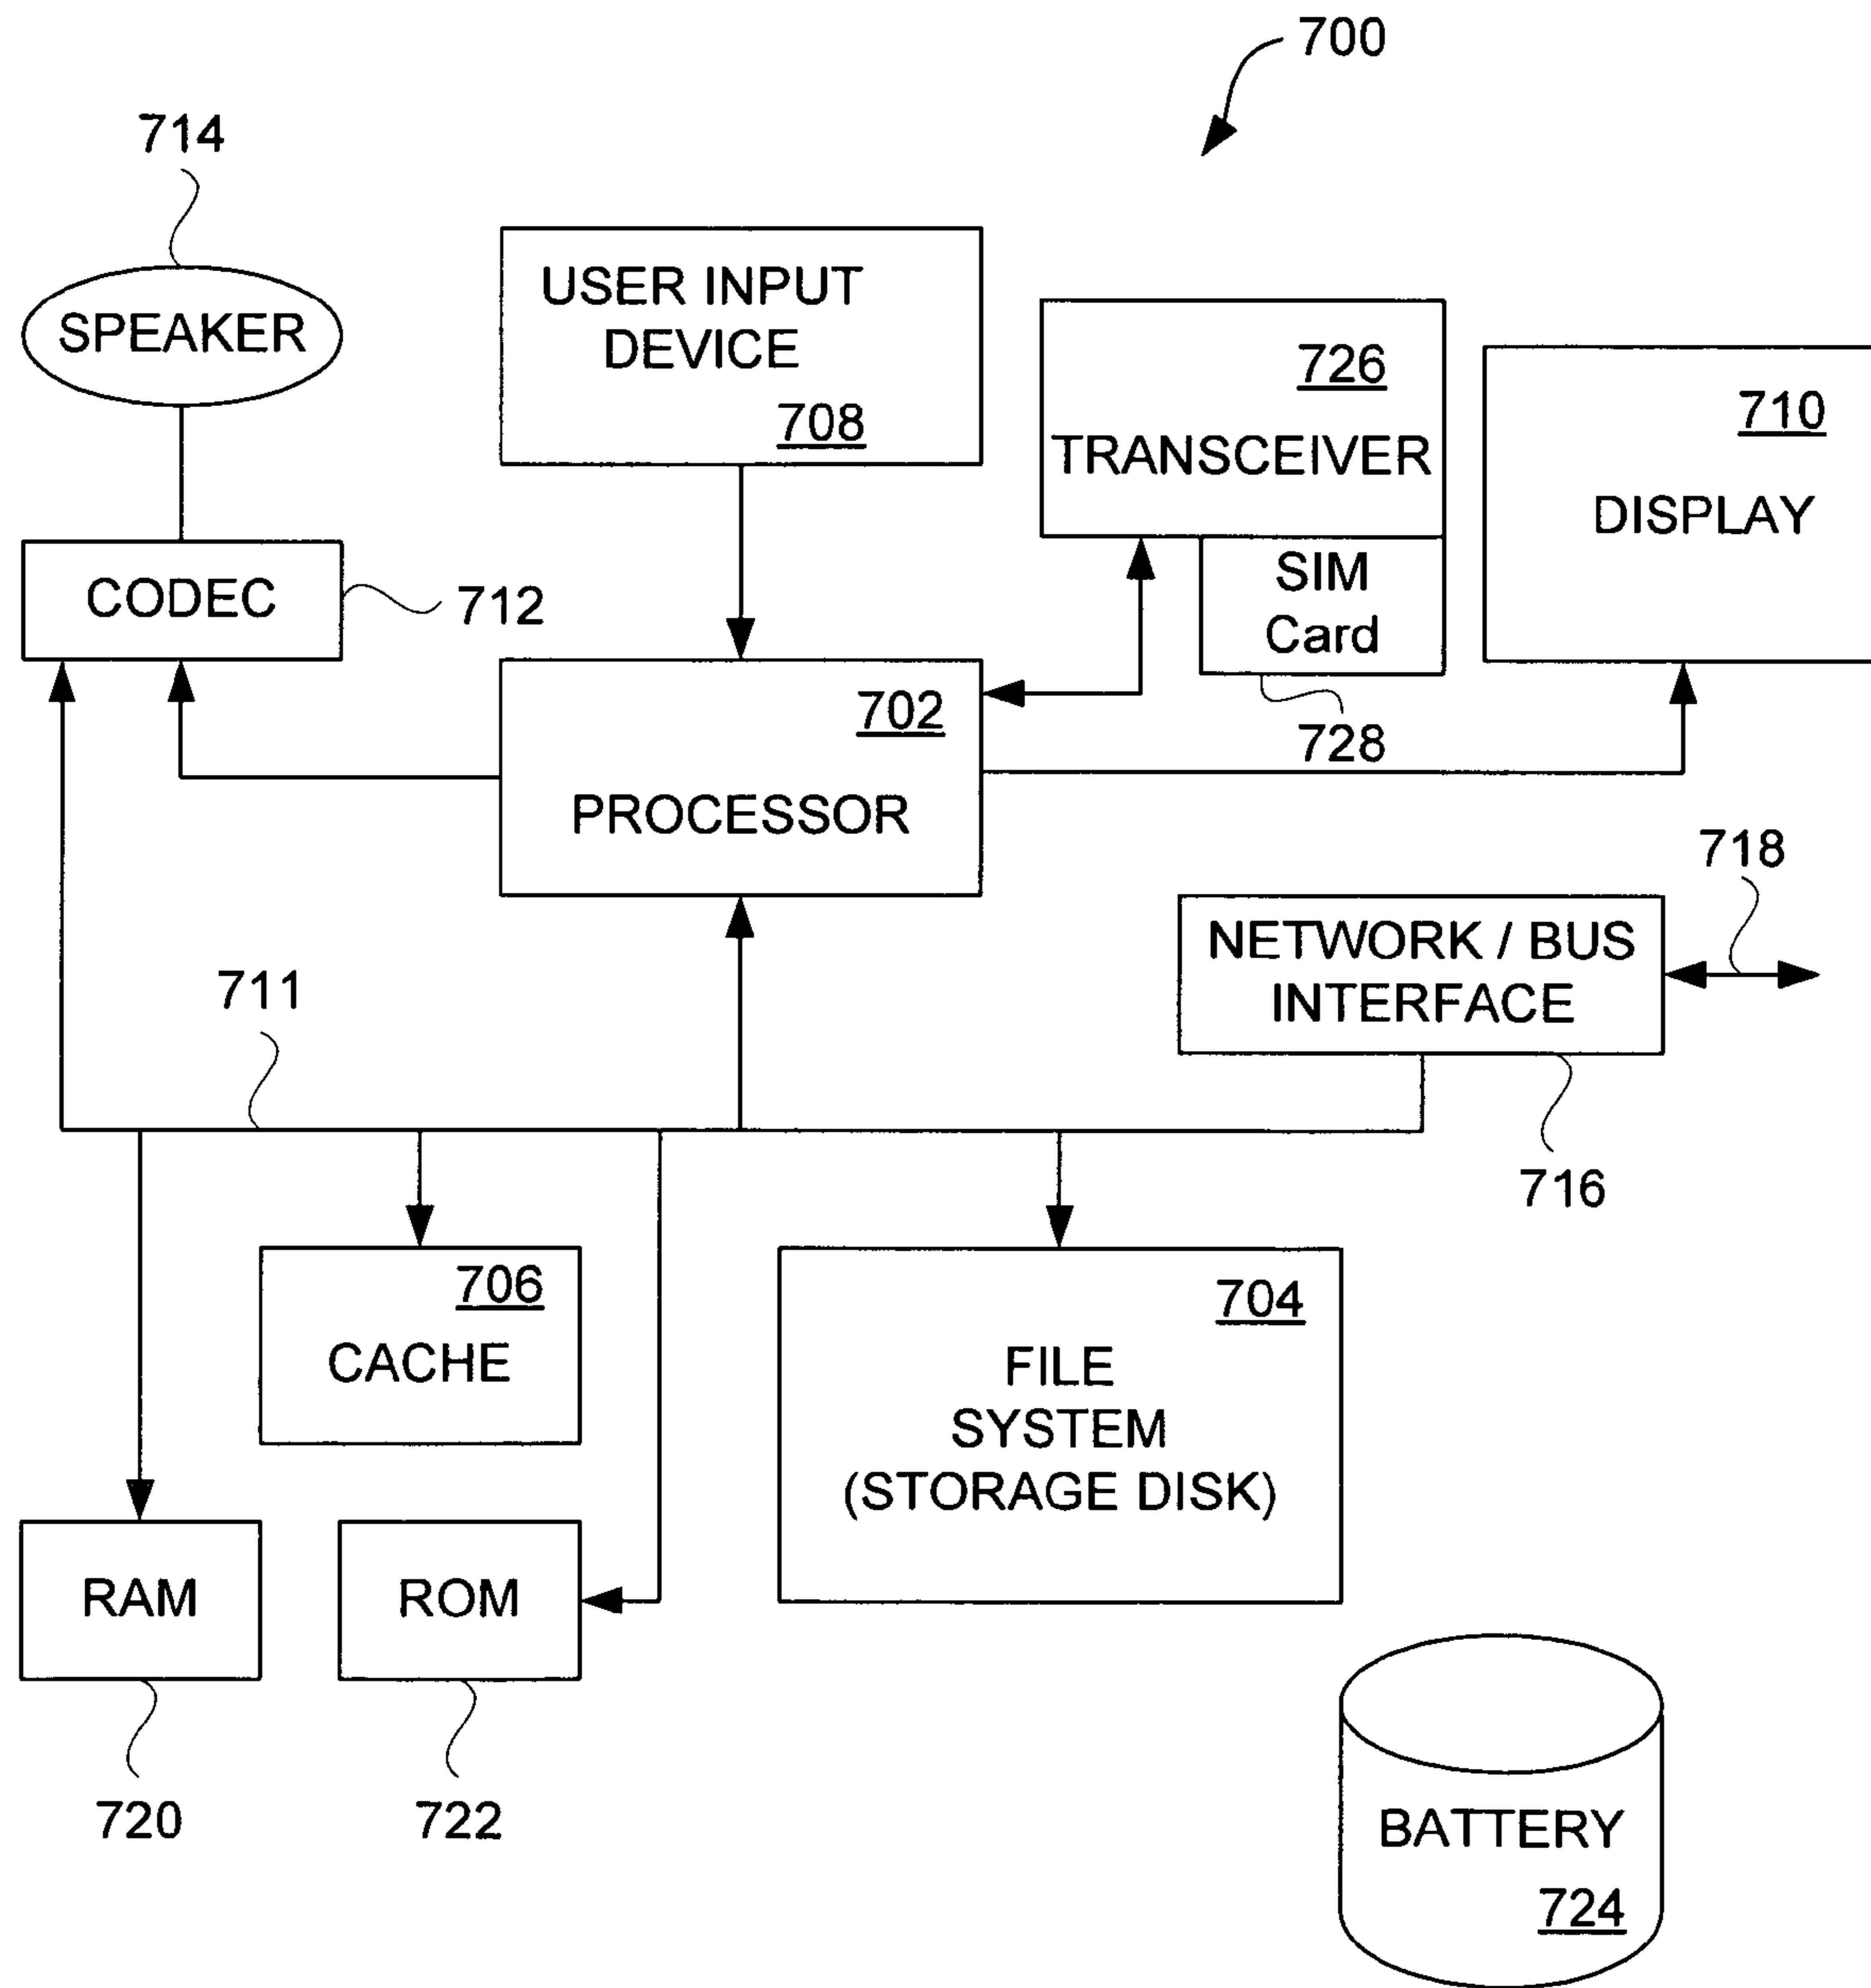 700
714
SPEAKER
USER INPUT
DEVICE
708
726
TRANSCEIVER
710
DISPLAY
CODEC
712
SIM
Card
728
702
PROCESSOR
718
NETWORK / BUS
INTERFACE
716
711
706
CACHE
704
FILE
SYSTEM
(STORAGE DISK)
RAM
ROM
720
722
BATTERY
724